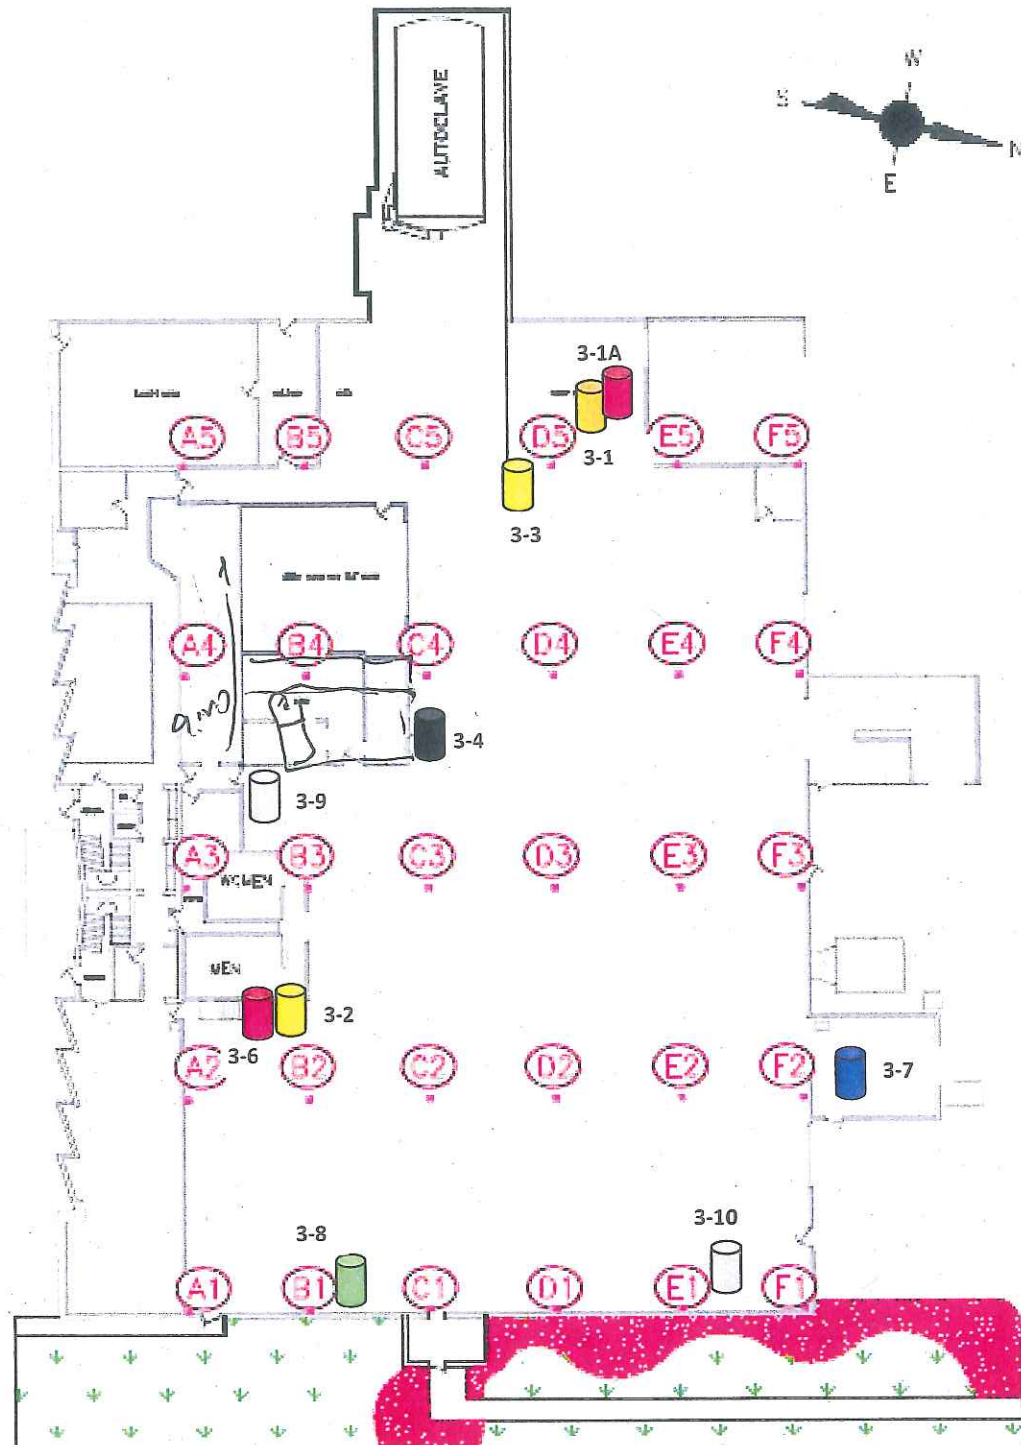 AUTOCLAVE
W
S
N
E
3-1A
A5
B5
C5
D5
E5
F5
3-1
3-3
A4
B4
C4
D4
E4
F4
3-4
3-9
A3
B3
C3
D3
E3
F3
WOMEN
MEN
3-2
3-6
A2
B2
C2
D2
E2
F2
3-7
3-8
3-10
A1
B1
C1
D1
E1
F1